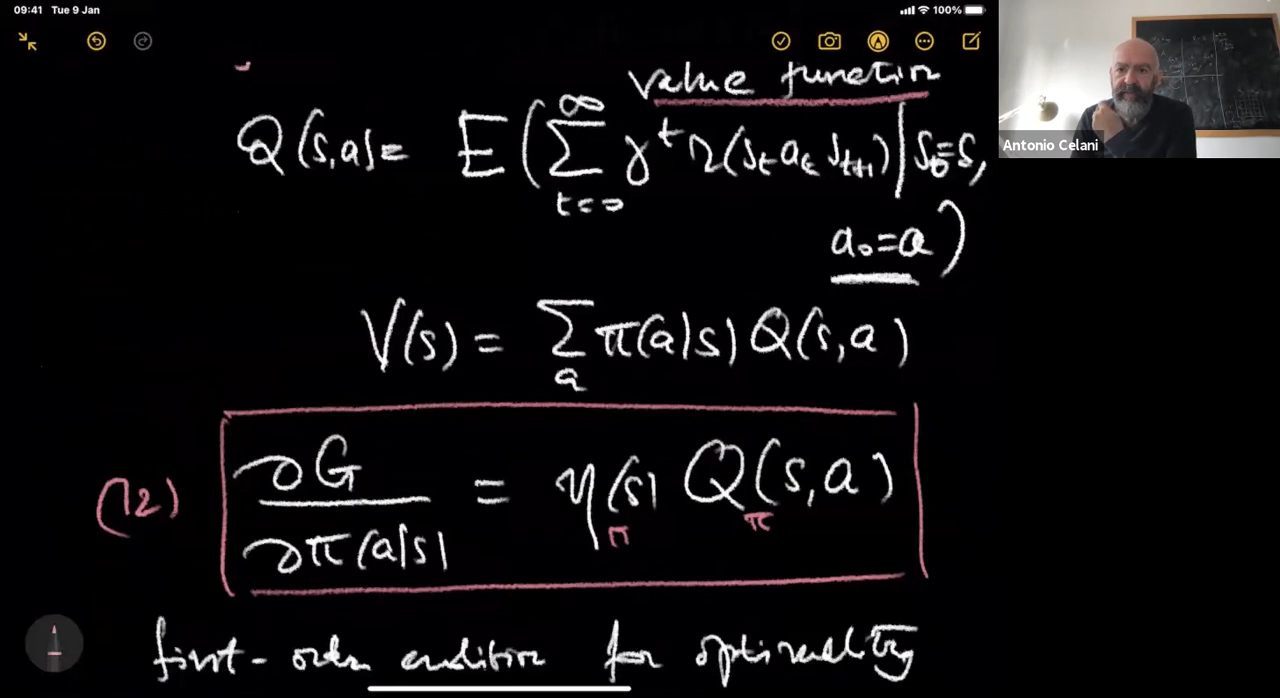 09:41 Tue 9 Jan 100%
value function
Q(s,a)= E(∑_{t=0}^{∞} γ^t r(s_t a_t s_{t+1}) | s_0=s,
a_0=a)
V(s) = ∑_a π(a|s) Q(s,a)
(12) ∂G/∂π(a|s) = η_π(s) Q_π(s,a)
first-order condition for optimality
Antonio Celani